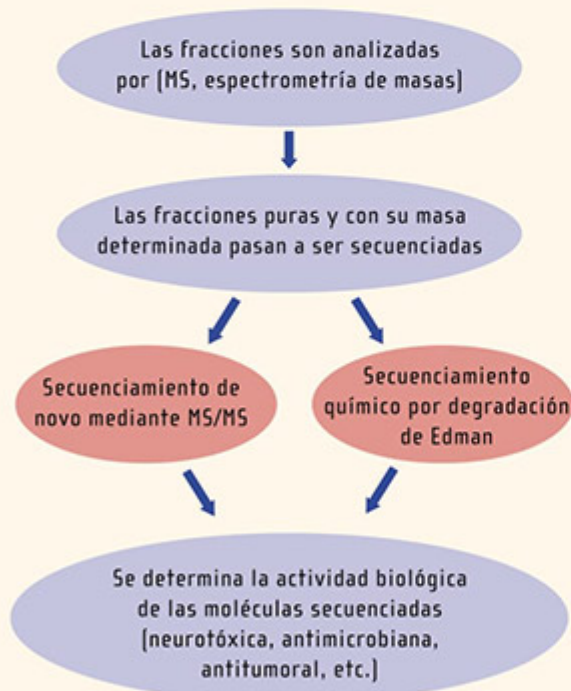 Las fracciones son analizadas
por (MS, espectrometría de masas)
Las fracciones puras y con su masa
determinada pasan a ser secuenciadas
Secuenciamiento de
novo mediante MS/MS
Secuenciamiento
químico por degradación
de Edman
Se determina la actividad biológica
de las moléculas secuenciadas
(neurotóxica, antimicrobiana,
antitumoral, etc.)